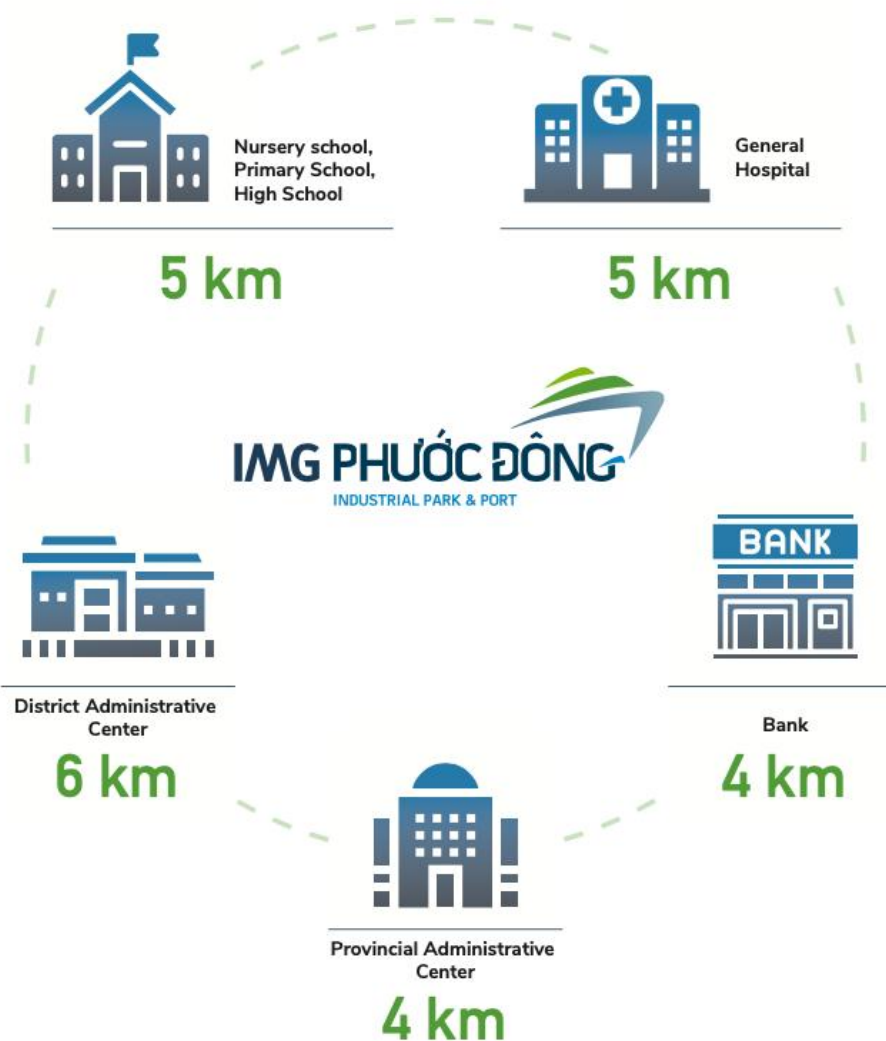 Nursery school,
Primary School,
High School
5 km
General
Hospital
5 km
IMG PHƯỚC ĐÔNG
INDUSTRIAL PARK & PORT
District Administrative
Center
6 km
BANK
Bank
4 km
Provincial Administrative
Center
4 km